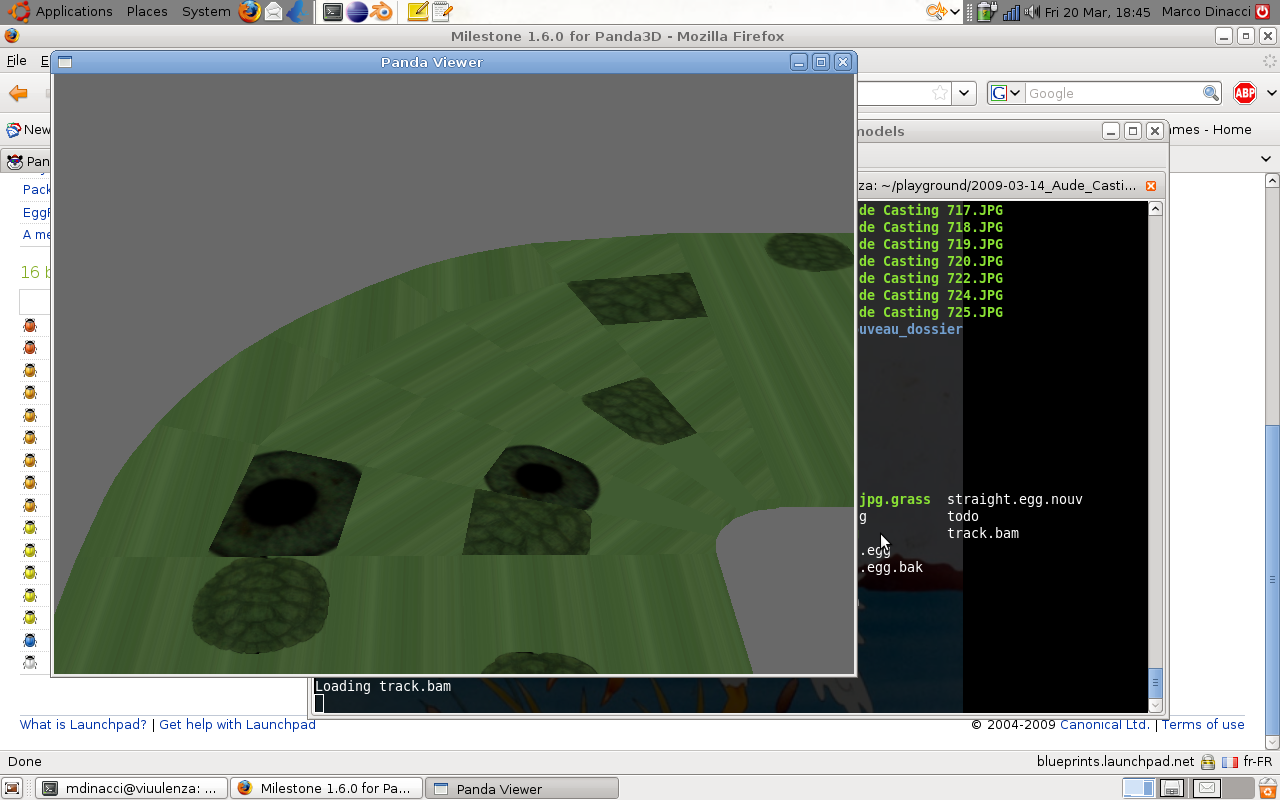 Applications Places System Fri 20 Mar, 18:45 Marco Dinacci
Milestone 1.6.0 for Panda3D - Mozilla Firefox
File E
Panda Viewer
G Google ABP
New
models
ames - Home
Pan
za: ~/playground/2009-03-14_Aude_Casti...
Pack
EggF
A me
16 b
de Casting 717.JPG
de Casting 718.JPG
de Casting 719.JPG
de Casting 720.JPG
de Casting 722.JPG
de Casting 724.JPG
de Casting 725.JPG
uveau_dossier
jpg.grass straight.egg.nouv
g todo
track.bam
.egg
.egg.bak
Loading track.bam
What is Launchpad? | Get help with Launchpad
© 2004-2009 Canonical Ltd. | Terms of use
Done
blueprints.launchpad.net fr-FR
mdinacci@viuulenza: ... Milestone 1.6.0 for Pa... Panda Viewer